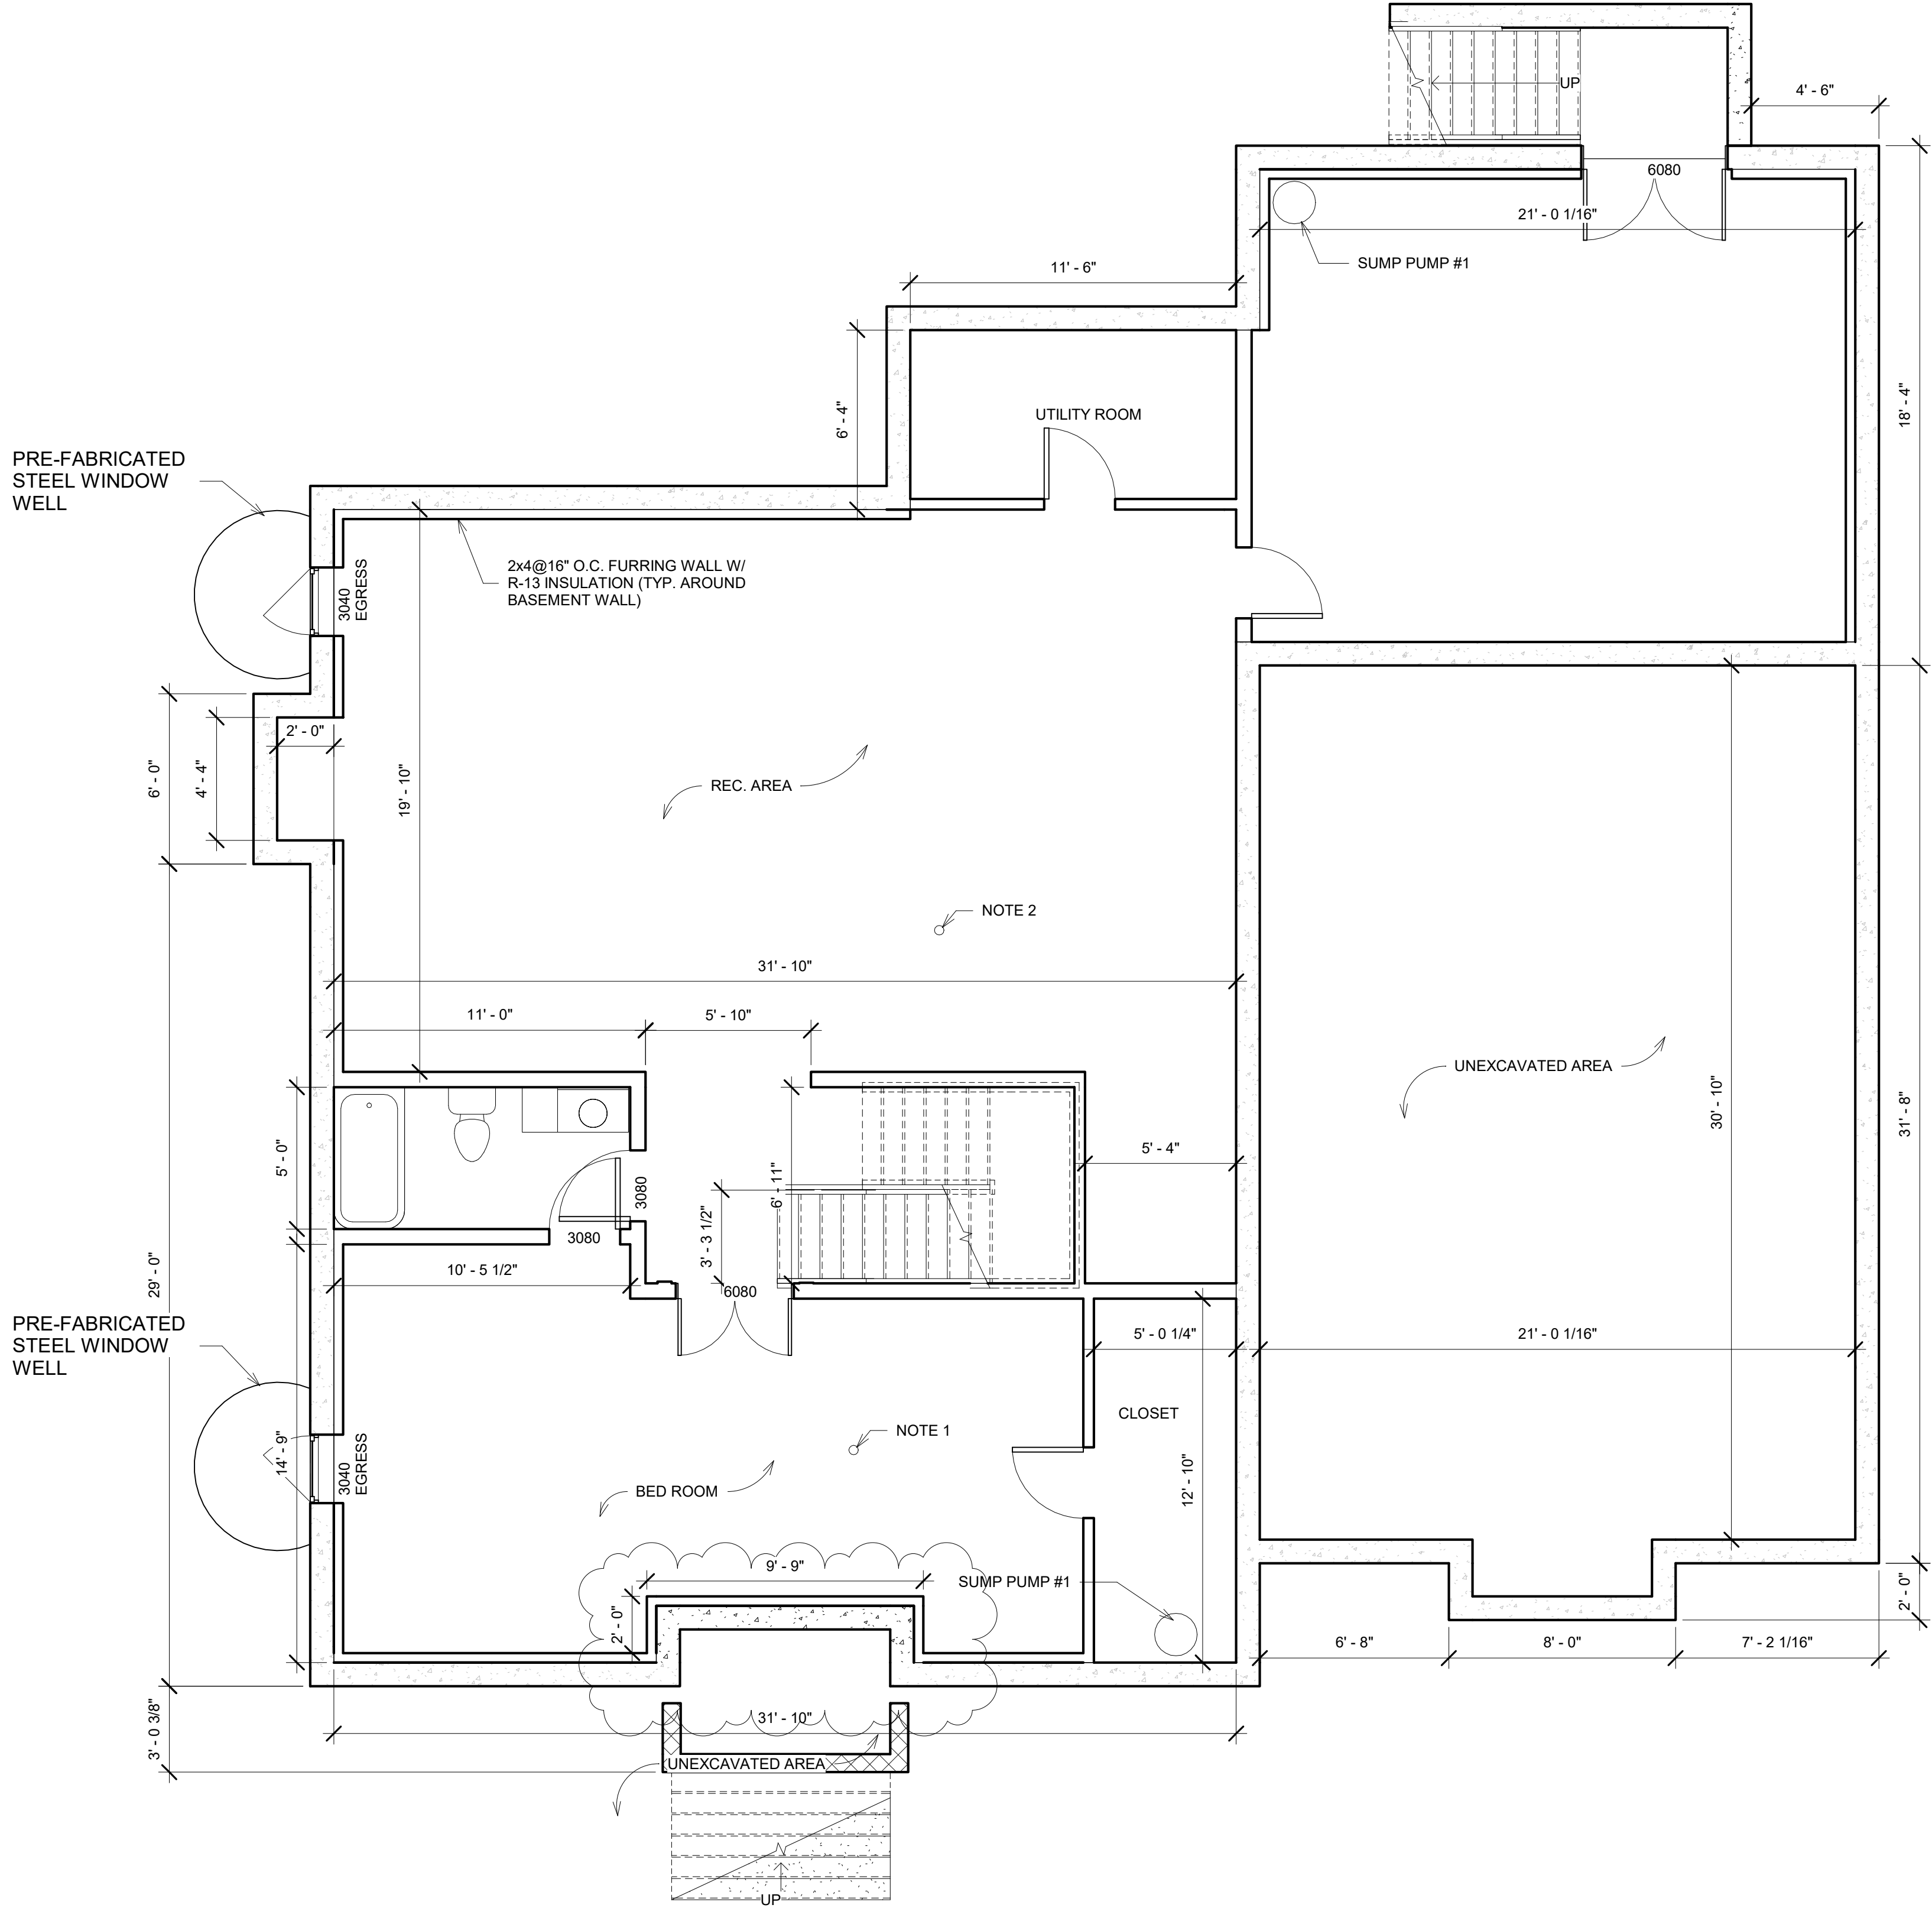 UP
4' - 6"
6080
21' - 0 1/16"
SUMP PUMP #1
11' - 6"
18' - 4"
6' - 4"
UTILITY ROOM
PRE-FABRICATED
STEEL WINDOW
WELL
2x4@16" O.C. FURRING WALL W/
R-13 INSULATION (TYP. AROUND
BASEMENT WALL)
3040
EGRESS
2' - 0"
6' - 0"
4' - 4"
19' - 10"
REC. AREA
NOTE 2
31' - 10"
11' - 0"
5' - 10"
UNEXCAVATED AREA
30' - 10"
31' - 8"
5' - 0"
3080
3080
6' - 11"
3' - 3 1/2"
5' - 4"
10' - 5 1/2"
6080
29' - 0"
PRE-FABRICATED
STEEL WINDOW
WELL
5' - 0 1/4"
21' - 0 1/16"
CLOSET
NOTE 1
14' - 9"
3040
EGRESS
BED ROOM
12' - 10"
9' - 9"
SUMP PUMP #1
2' - 0"
2' - 0"
6' - 8"
8' - 0"
7' - 2 1/16"
3' - 0 3/8"
31' - 10"
UNEXCAVATED AREA
UP